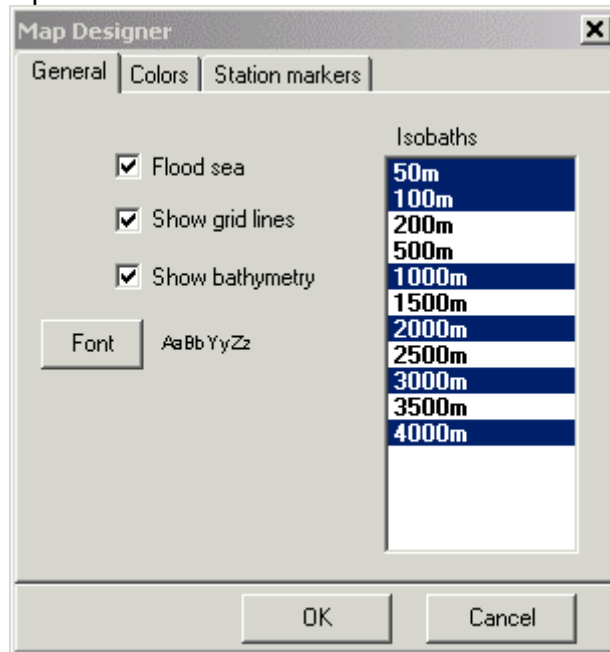 Map Designer
General Colors Station markers
Isobaths
Flood sea
Show grid lines
Show bathymetry
Font AaBbYyZz
50m
100m
200m
500m
1000m
1500m
2000m
2500m
3000m
3500m
4000m
OK Cancel